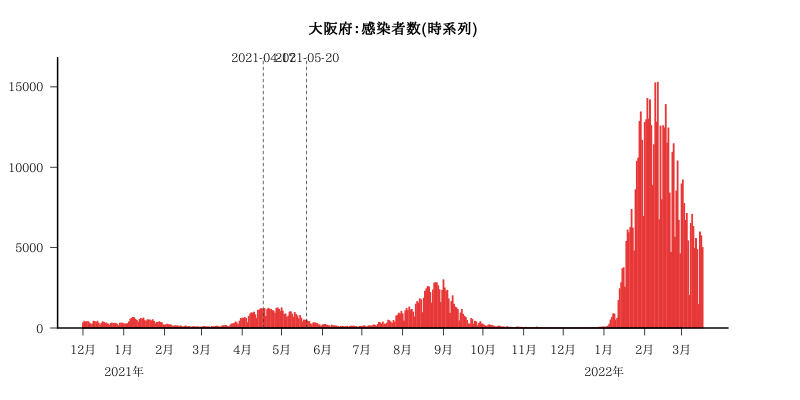 大阪府:感染者数(時系列)
2021-04-17 2021-05-20
15000
10000
5000
0
12月 1月 2月 3月 4月 5月 6月 7月 8月 9月 10月 11月 12月 1月 2月 3月
2021年 2022年